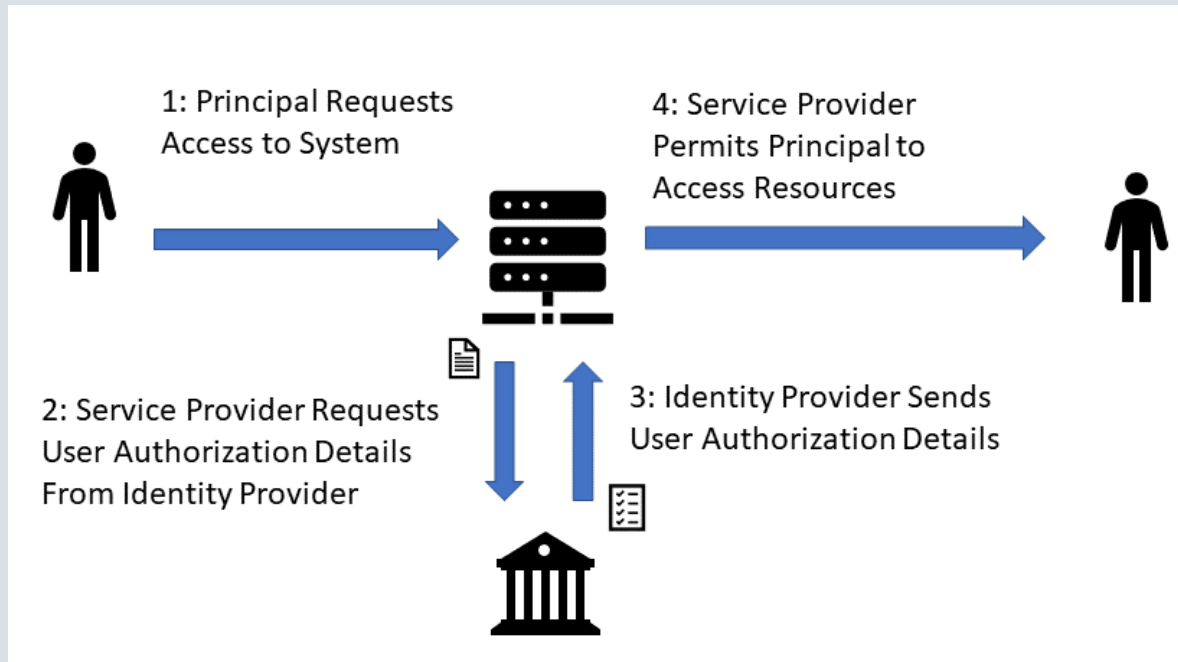 1: Principal Requests
Access to System
4: Service Provider
Permits Principal to
Access Resources
2: Service Provider Requests
User Authorization Details
From Identity Provider
3: Identity Provider Sends
User Authorization Details